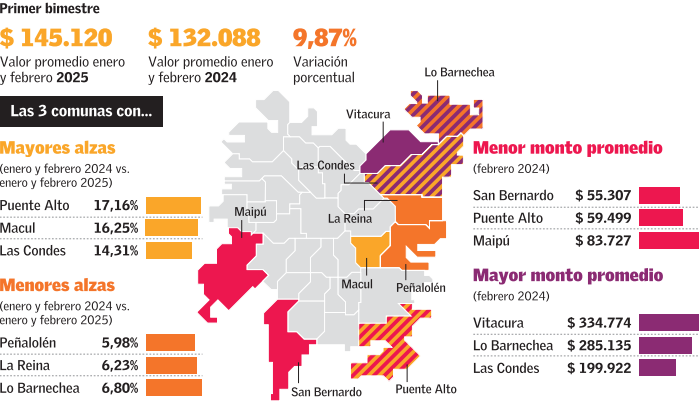 Primer bimestre
$ 145.120
Valor promedio enero
y febrero 2025
$ 132.088
Valor promedio enero
y febrero 2024
9,87%
Variación
porcentual
Las 3 comunas con...
Mayores alzas
(enero y febrero 2024 vs.
enero y febrero 2025)
Puente Alto 17,16%
Macul 16,25%
Las Condes 14,31%
Menores alzas
(enero y febrero 2024 vs.
enero y febrero 2025)
Peñalolén 5,98%
La Reina 6,23%
Lo Barnechea 6,80%
Lo Barnechea
Vitacura
Las Condes
La Reina
Maipú
Macul
Peñalolén
San Bernardo
Puente Alto
Menor monto promedio
(febrero 2024)
San Bernardo $ 55.307
Puente Alto $ 59.499
Maipú $ 83.727
Mayor monto promedio
(febrero 2024)
Vitacura $ 334.774
Lo Barnechea $ 285.135
Las Condes $ 199.922